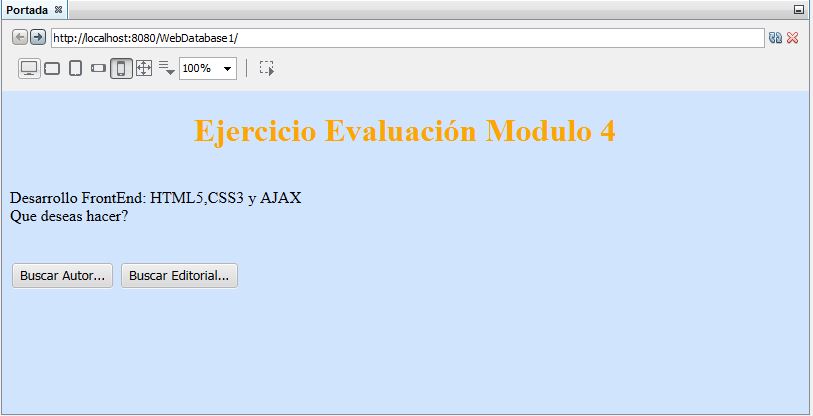 Portada
http://localhost:8080/WebDatabase1/
100%
Ejercicio Evaluación Modulo 4
Desarrollo FrontEnd: HTML5,CSS3 y AJAX
Que deseas hacer?
Buscar Autor... Buscar Editorial...